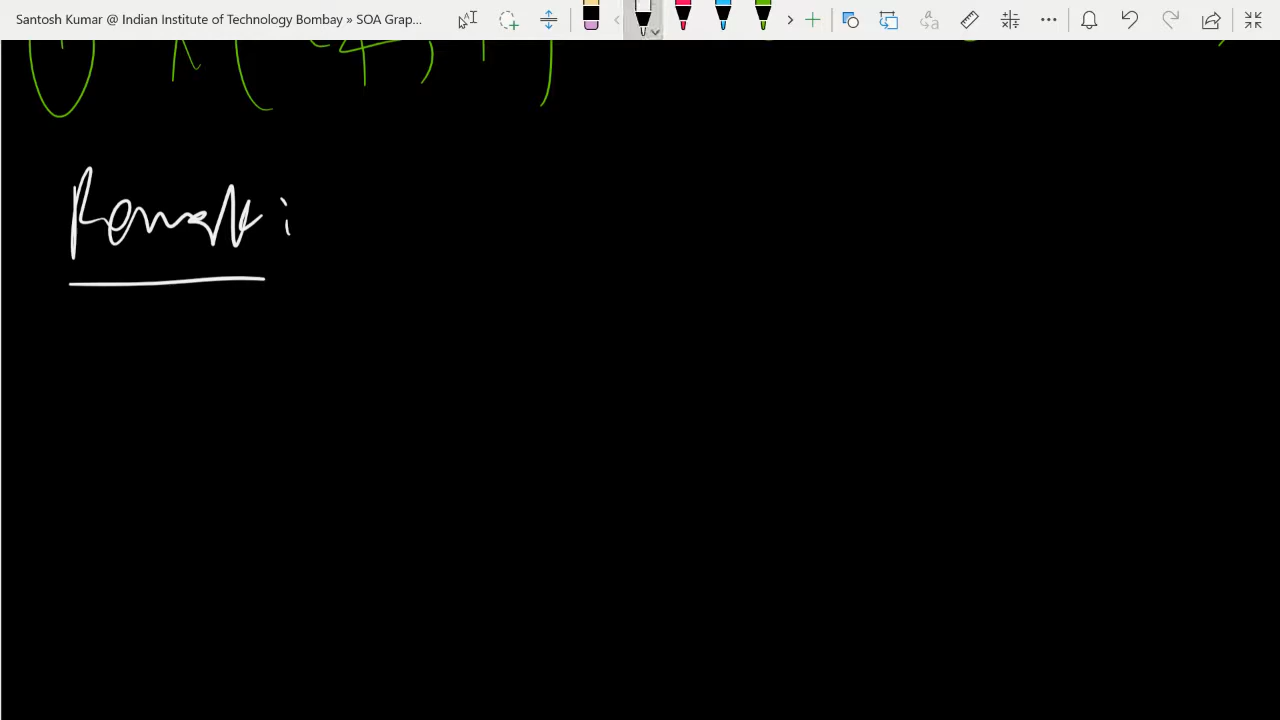 Santosh Kumar @ Indian Institute of Technology Bombay » SOA Grap...
Remark :